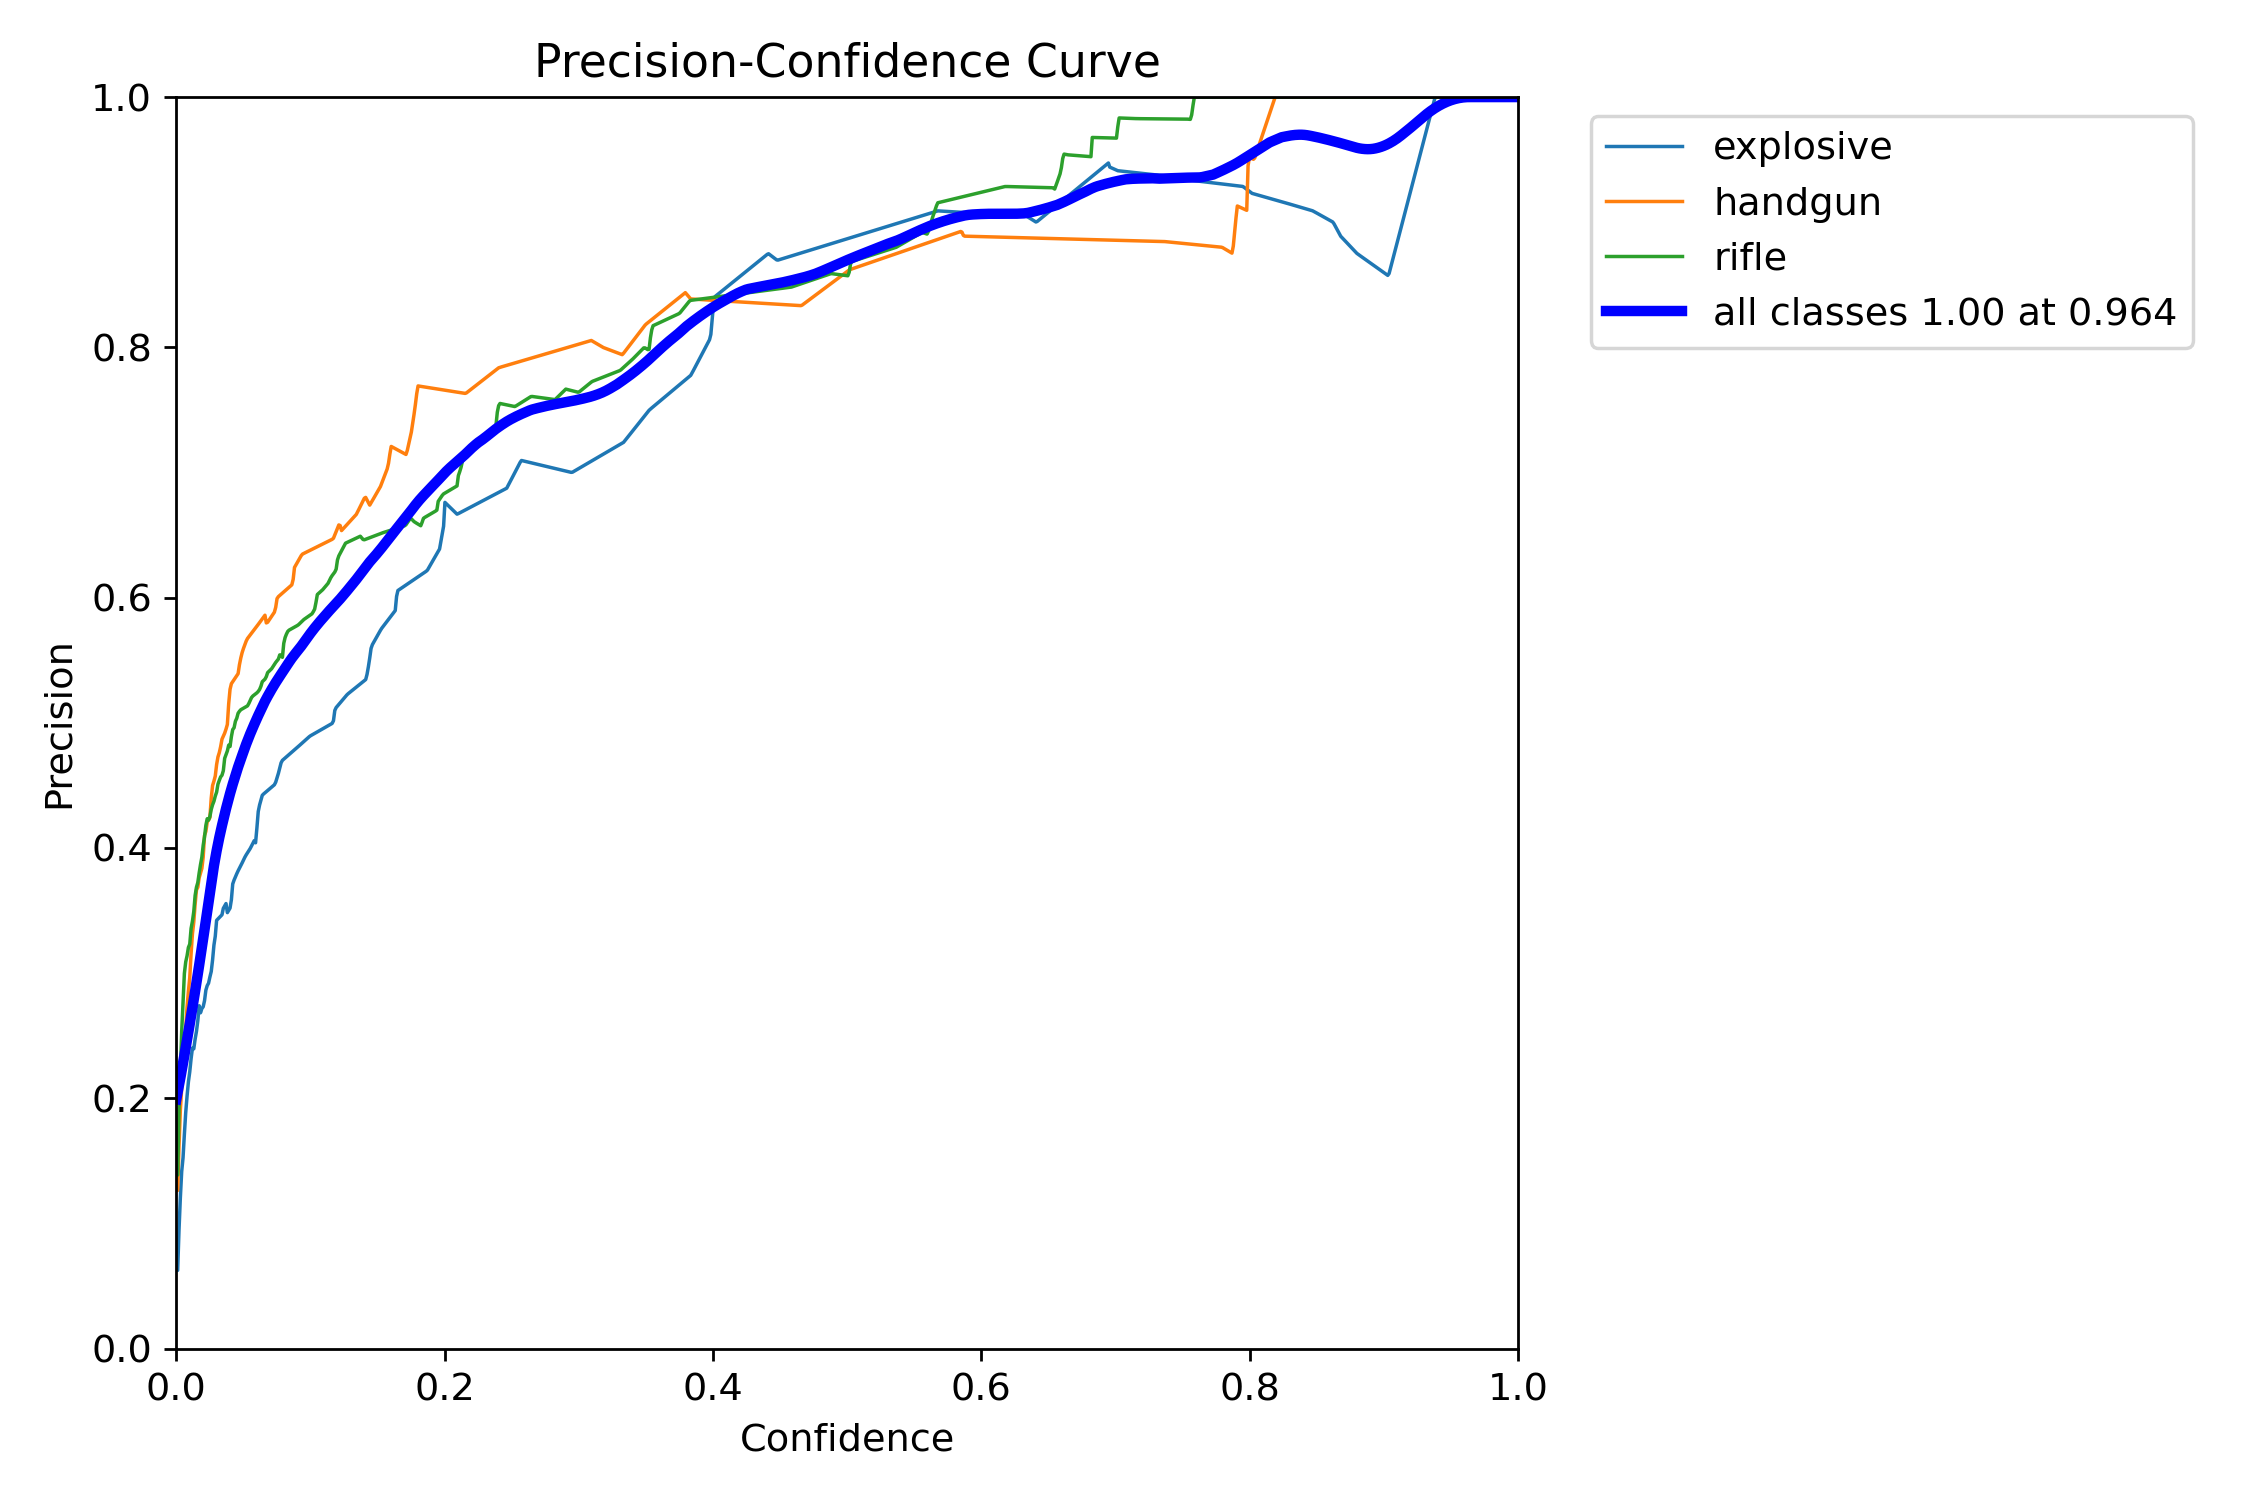 Precision-Confidence Curve
1.0
0.8
0.6
0.4
0.2
0.0
Precision
0.0 0.2 0.4 0.6 0.8 1.0
Confidence
explosive
handgun
rifle
all classes 1.00 at 0.964